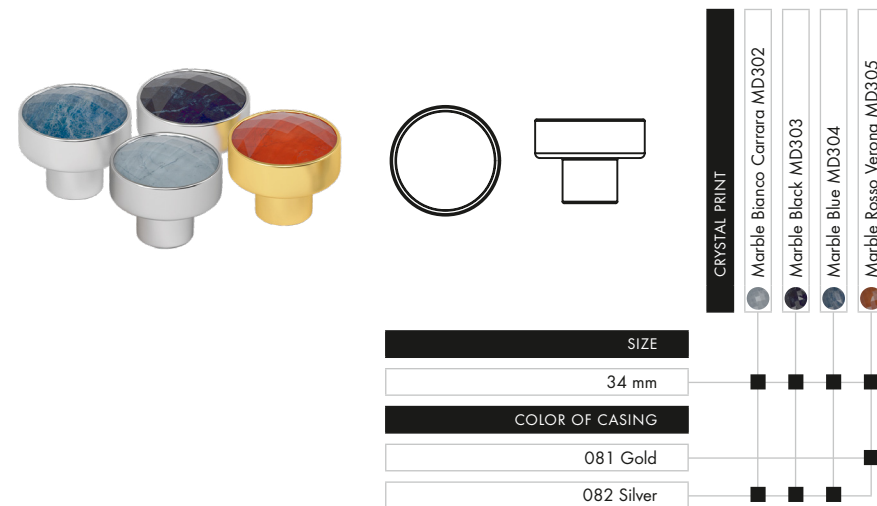 CRYSTAL PRINT
Marble Bianco Carrara MD302
Marble Black MD303
Marble Blue MD304
Marble Rosso Verona MD305
SIZE
34 mm
COLOR OF CASING
081 Gold
082 Silver